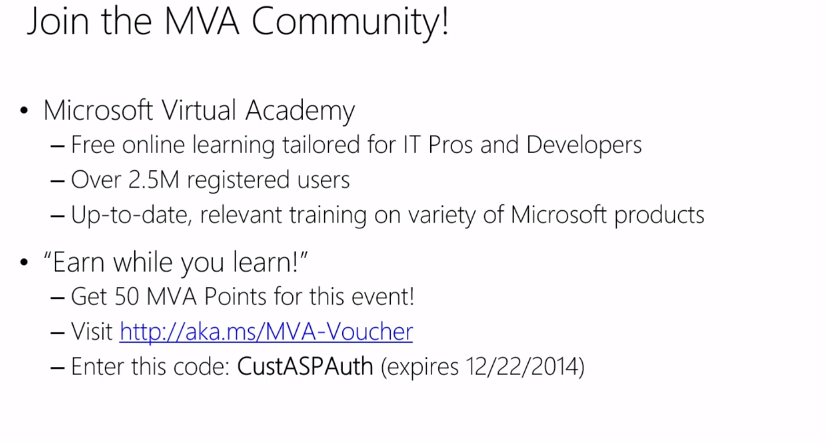 Join the MVA Community!
• Microsoft Virtual Academy
– Free online learning tailored for IT Pros and Developers
– Over 2.5M registered users
– Up-to-date, relevant training on variety of Microsoft products
• “Earn while you learn!”
– Get 50 MVA Points for this event!
– Visit http://aka.ms/MVA-Voucher
– Enter this code: CustASPAuth (expires 12/22/2014)